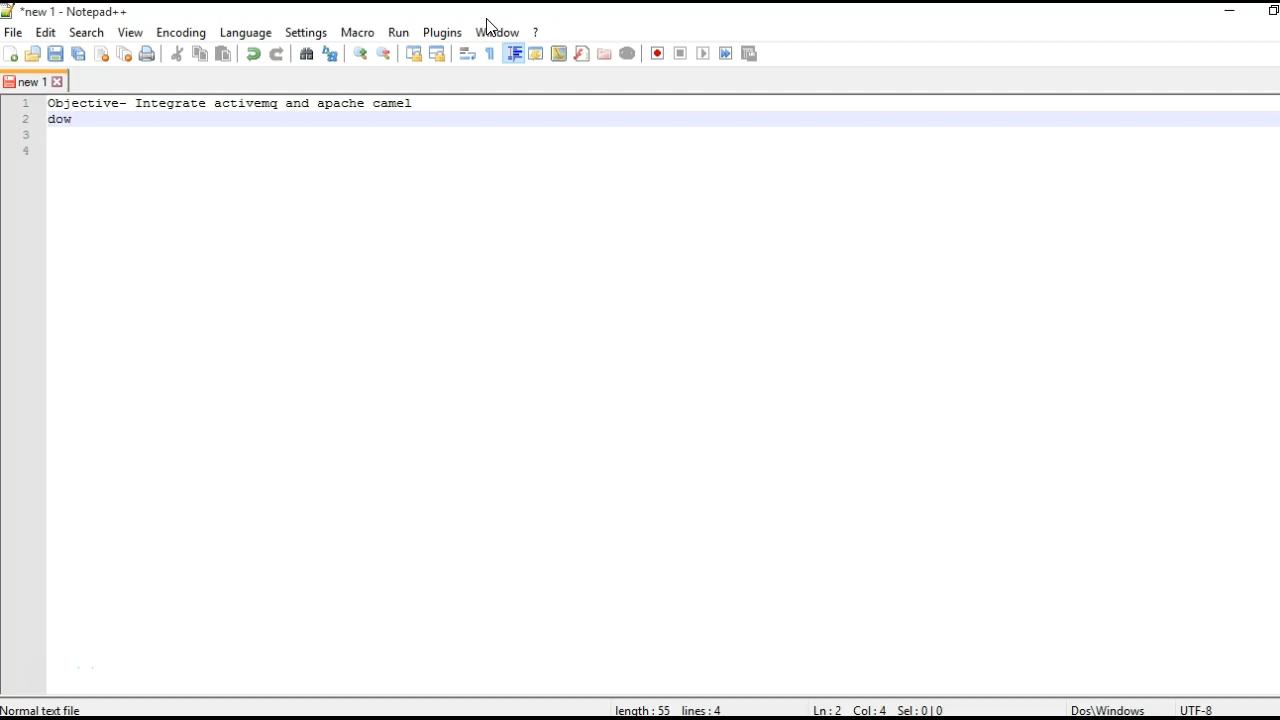 *new 1 - Notepad++
File Edit Search View Encoding Language Settings Macro Run Plugins Window ?
new 1
1 Objective- Integrate activemq and apache camel
2 dow
3
4
Normal text file length : 55 lines : 4 Ln : 2 Col : 4 Sel : 0 | 0 Dos\Windows UTF-8